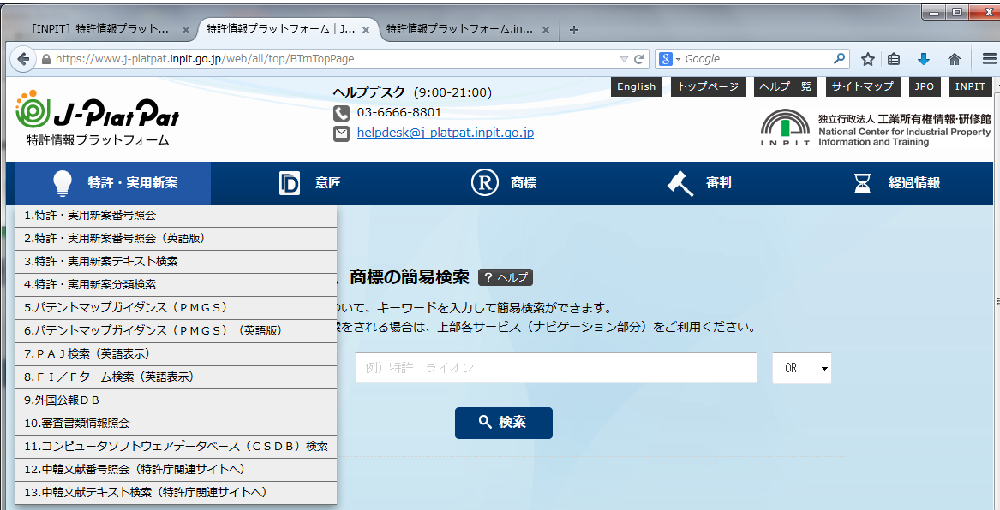 ［INPIT］特許情報プラット...
特許情報プラットフォーム｜J...
特許情報プラットフォーム.in...
https://www.j-platpat.inpit.go.jp/web/all/top/BTmTopPage
Google
J-PlatPat
特許情報プラットフォーム
ヘルプデスク（9:00-21:00）
03-6666-8801
helpdesk@j-platpat.inpit.go.jp
English トップページ ヘルプ一覧 サイトマップ JPO INPIT
INPIT
独立行政法人 工業所有権情報・研修館
National Center for Industrial Property
Information and Training
特許・実用新案 意匠 商標 審判 経過情報
1.特許・実用新案番号照会
2.特許・実用新案番号照会（英語版）
3.特許・実用新案テキスト検索
4.特許・実用新案分類検索
5.パテントマップガイダンス（ＰＭＧＳ）
6.パテントマップガイダンス（ＰＭＧＳ）（英語版）
7.ＰＡＪ検索（英語表示）
8.ＦＩ／Ｆターム検索（英語表示）
9.外国公報ＤＢ
10.審査書類情報照会
11.コンピュータソフトウェアデータベース（ＣＳＤＢ）検索
12.中韓文献番号照会（特許庁関連サイトへ）
13.中韓文献テキスト検索（特許庁関連サイトへ）
、商標の簡易検索 ? ヘルプ
ついて、キーワードを入力して簡易検索ができます。
をされる場合は、上部各サービス（ナビゲーション部分）をご利用ください。
例）特許　ライオン
OR
検索